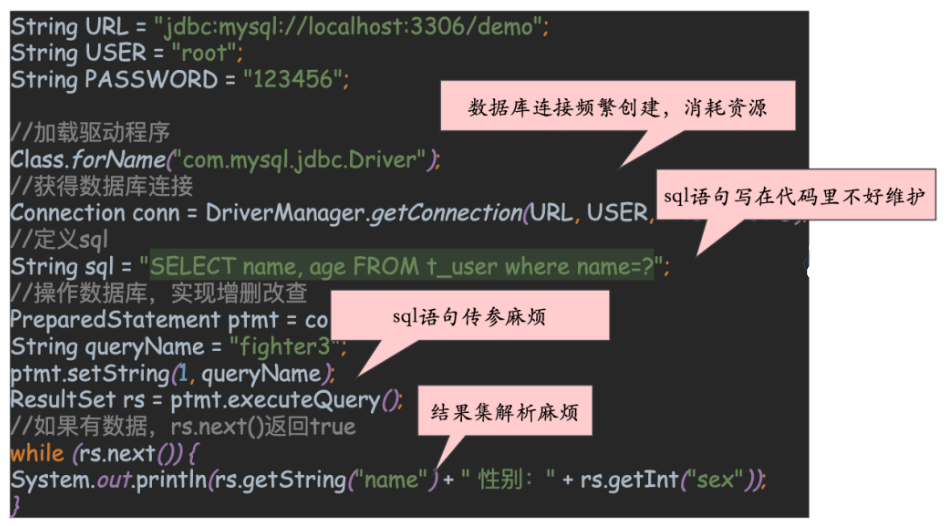 String URL = "jdbc:mysql://localhost:3306/demo";
String USER = "root";
String PASSWORD = "123456";
数据库连接频繁创建，消耗资源
//加载驱动程序
Class.forName("com.mysql.jdbc.Driver");
//获得数据库连接
sql语句写在代码里不好维护
Connection conn = DriverManager.getConnection(URL, USER,
//定义sql
String sql = "SELECT name, age FROM t_user where name=?";
//操作数据库，实现增删改查
sql语句传参麻烦
PreparedStatement ptmt = co
String queryName = "fighter3";
ptmt.setString(1, queryName);
ResultSet rs = ptmt.executeQuery();
结果集解析麻烦
//如果有数据，rs.next()返回true
while (rs.next()) {
System.out.println(rs.getString("name") + " 性别：" + rs.getInt("sex"));
}